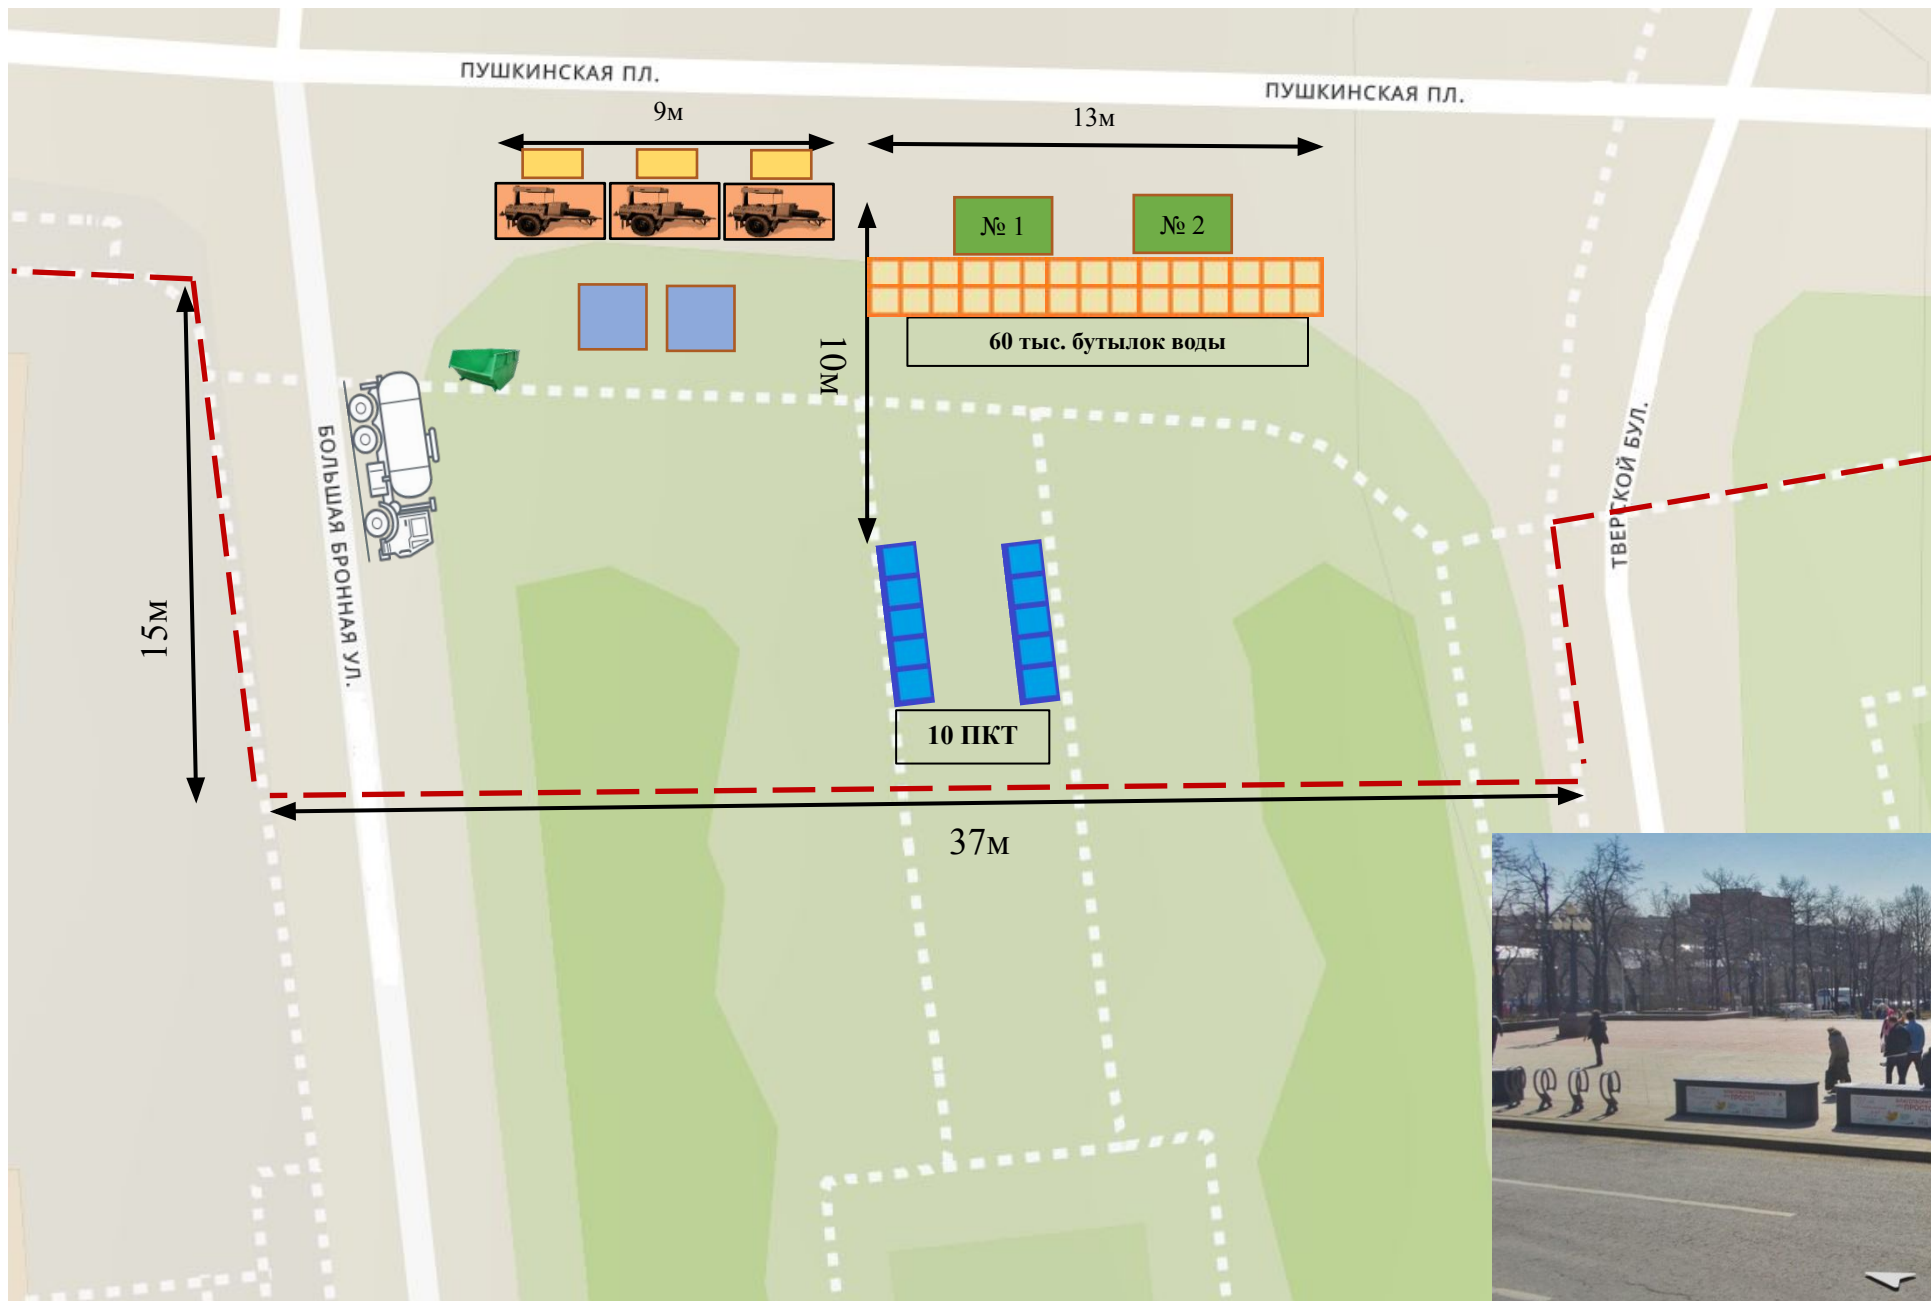 ПУШКИНСКАЯ ПЛ.
ПУШКИНСКАЯ ПЛ.
9м
13м
№ 1
№ 2
60 тыс. бутылок воды
10м
БОЛЬШАЯ БРОННАЯ УЛ.
ТВЕРСКОЙ БУЛ.
15м
10 ПКТ
37м